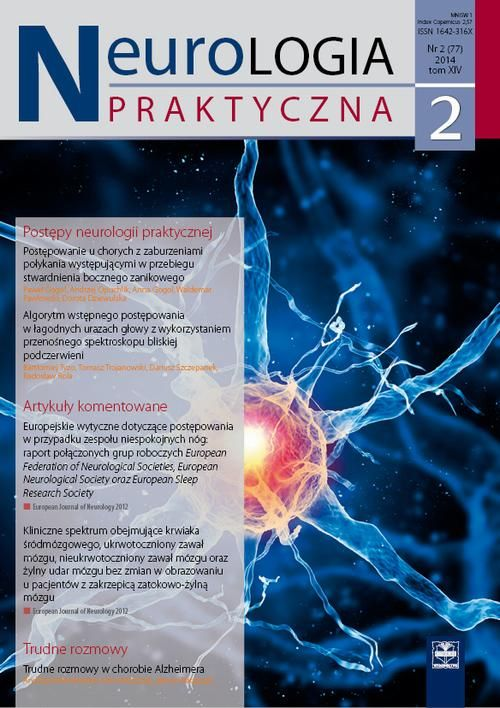 MNiSW 1
Index Copernicus 2,57
ISSN 1642-316X
NEUROLOGIA
PRAKTYCZNA
Nr 2 (77)
2014
tom XIV
2
Postępy neurologii praktycznej
Postępowanie u chorych z zaburzeniami
połykania występującymi w przebiegu
stwardnienia bocznego zanikowego
Paweł Gogol, Andrzej Opuchlik, Anna Gogol, Waldemar
Dorota Dziewulska
Algorytm wstępnego postępowania
w łagodnych urazach głowy z wykorzystaniem
przenośnego spektroskopu bliskiej
podczerwieni
Bartłomiej Tyzo, Tomasz Trojanowski, Dariusz Szczepanek,
Radosław Rola
Artykuły komentowane
Europejskie wytyczne dotyczące postępowania
w przypadku zespołu niespokojnych nóg:
raport połączonych grup roboczych European
Federation of Neurological Societies, European
Neurological Society oraz European Sleep
Research Society
European Journal of Neurology 2012
Kliniczne spektrum obejmujące krwiaka
śródmózgowego, ukrwotoczniony zawał
mózgu, nieukrwotoczniony zawał mózgu oraz
żylny udar mózgu bez zmian w obrazowaniu
u pacjentów z zakrzepicą zatokowo-żylną
mózgu
European Journal of Neurology 2012
Trudne rozmowy
Trudne rozmowy w chorobie Alzheimera